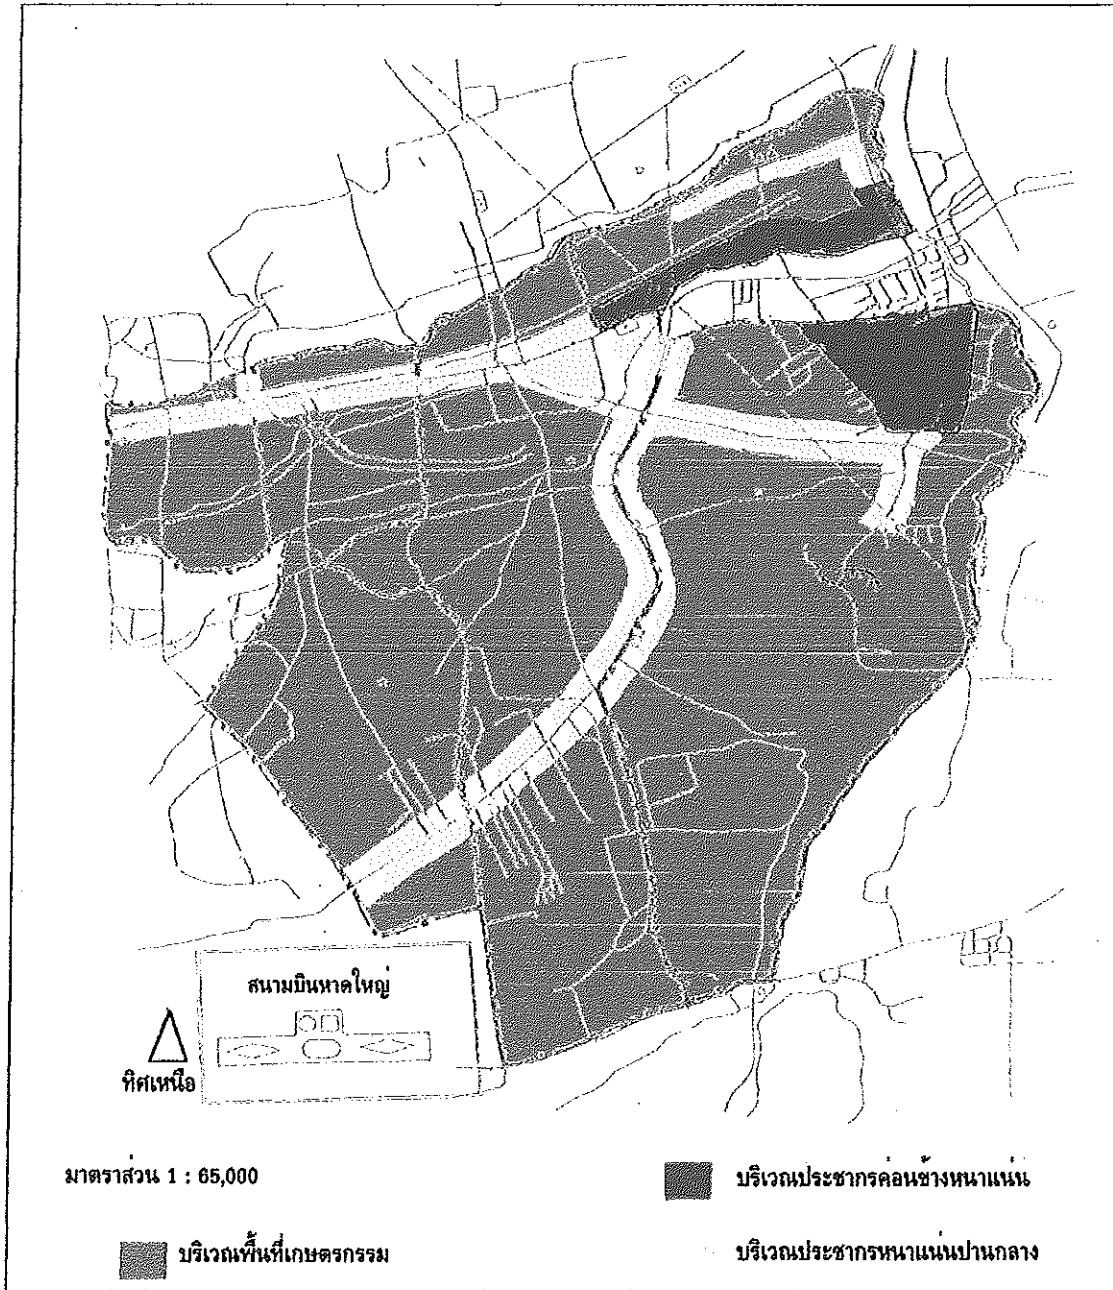 สนามบินหาดใหญ่
ทิศเหนือ
มาตราส่วน 1 : 65,000
บริเวณประชากรค่อนข้างหนาแน่น
บริเวณพื้นที่เกษตรกรรม
บริเวณประชากรหนาแน่นปานกลาง